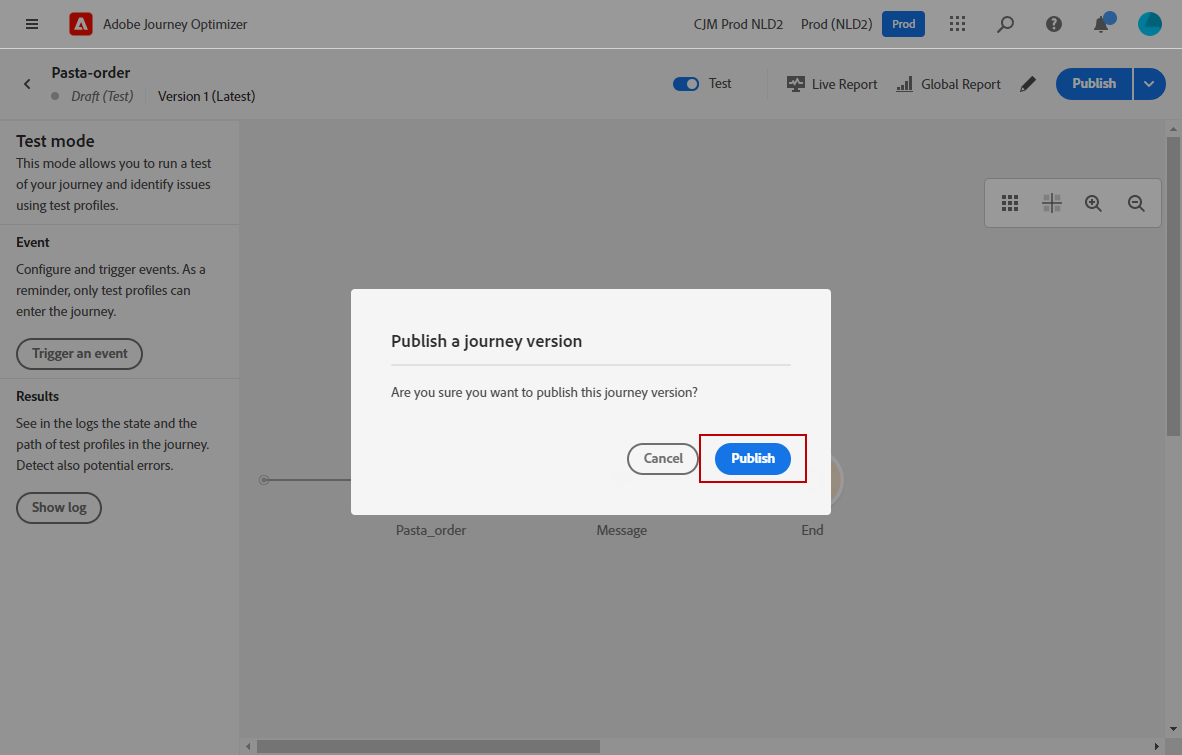 Adobe Journey Optimizer
CJM Prod NLD2
Prod (NLD2)
Prod
Pasta-order
Draft (Test)
Version 1 (Latest)
Test
Live Report
Global Report
Publish
Test mode
This mode allows you to run a test
of your journey and identify issues
using test profiles.
Event
Configure and trigger events. As a
reminder, only test profiles can
enter the journey.
Trigger an event
Results
See in the logs the state and the
path of test profiles in the journey.
Detect also potential errors.
Show log
Publish a journey version
Are you sure you want to publish this journey version?
Cancel
Publish
Pasta_order
Message
End